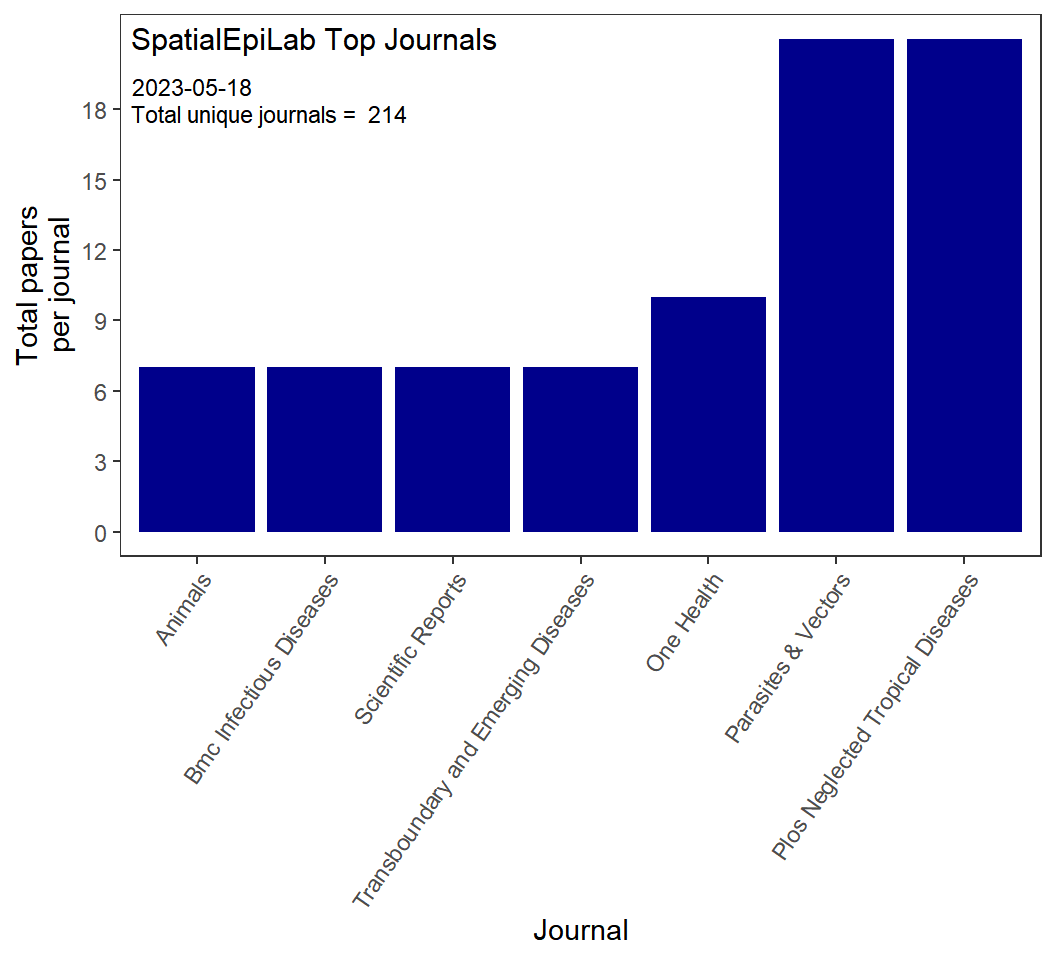 SpatialEpiLab Top Journals
2023-05-18
Total unique journals =  214
Total papers
per journal
18
15
12
9
6
3
0
Animals
Bmc Infectious Diseases
Scientific Reports
Transboundary and Emerging Diseases
One Health
Parasites & Vectors
Plos Neglected Tropical Diseases
Journal